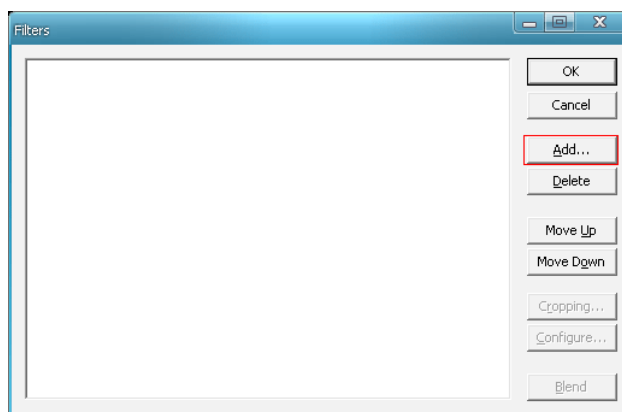 Filters
OK
Cancel
Add...
Delete
Move Up
Move Down
Cropping...
Configure...
Blend